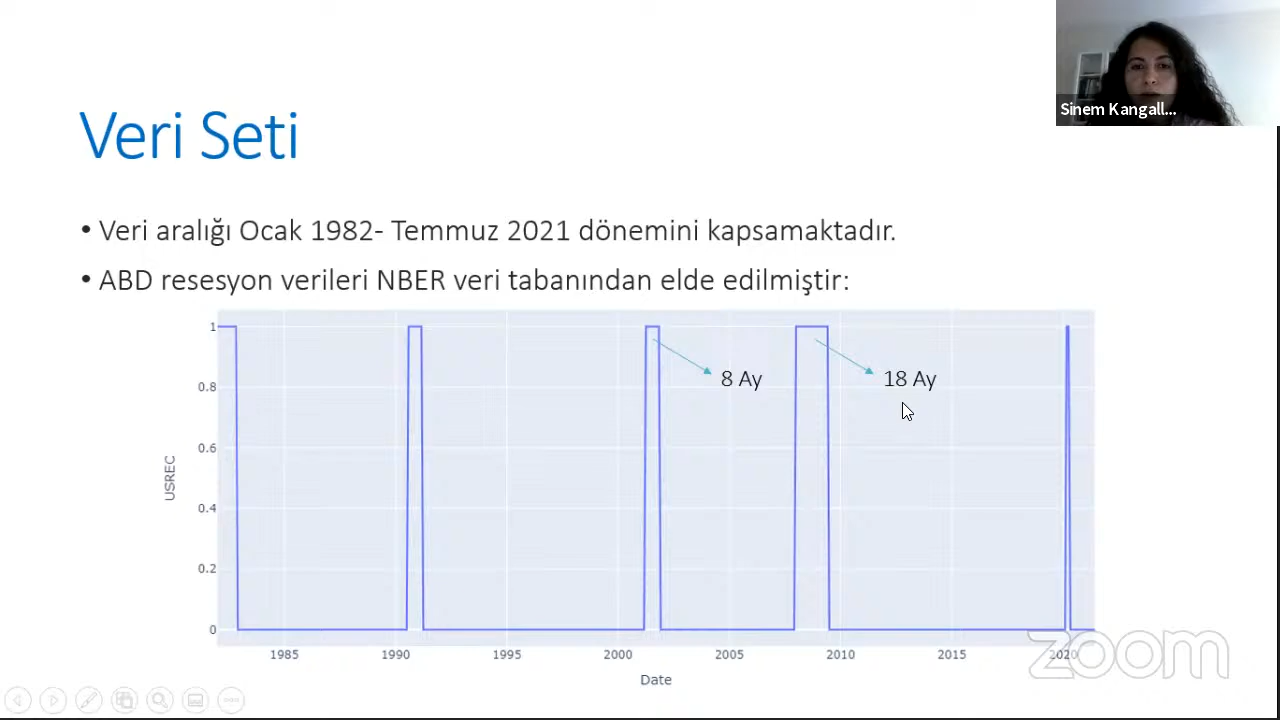 Sinem Kangall...
Veri Seti
• Veri aralığı Ocak 1982- Temmuz 2021 dönemini kapsamaktadır.
• ABD resesyon verileri NBER veri tabanından elde edilmiştir:
1
0.8
0.6
0.4
0.2
0
USREC
8 Ay
18 Ay
1985
1990
1995
2000
2005
2010
2015
2020
Date
zoom